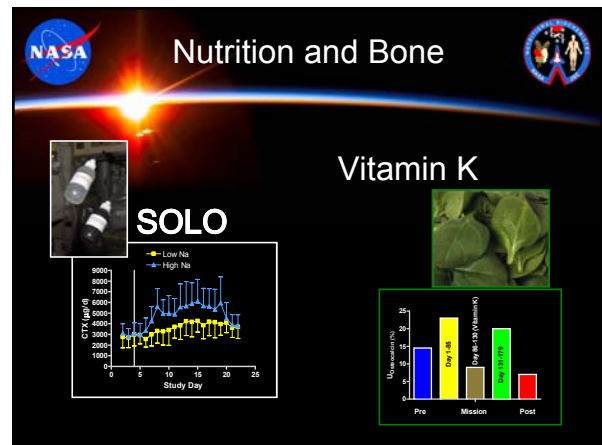 NASA
Nutrition and Bone
Vitamin K
SOLO
Low Na
High Na
CTX (µg/d)
9000
8000
7000
6000
5000
4000
3000
2000
1000
0
0 5 10 15 20 25
Study Day
25
20
15
10
5
0
Day 1-85
Day 86-130 (Vitamin K)
Day 131-179
Pre Mission Post